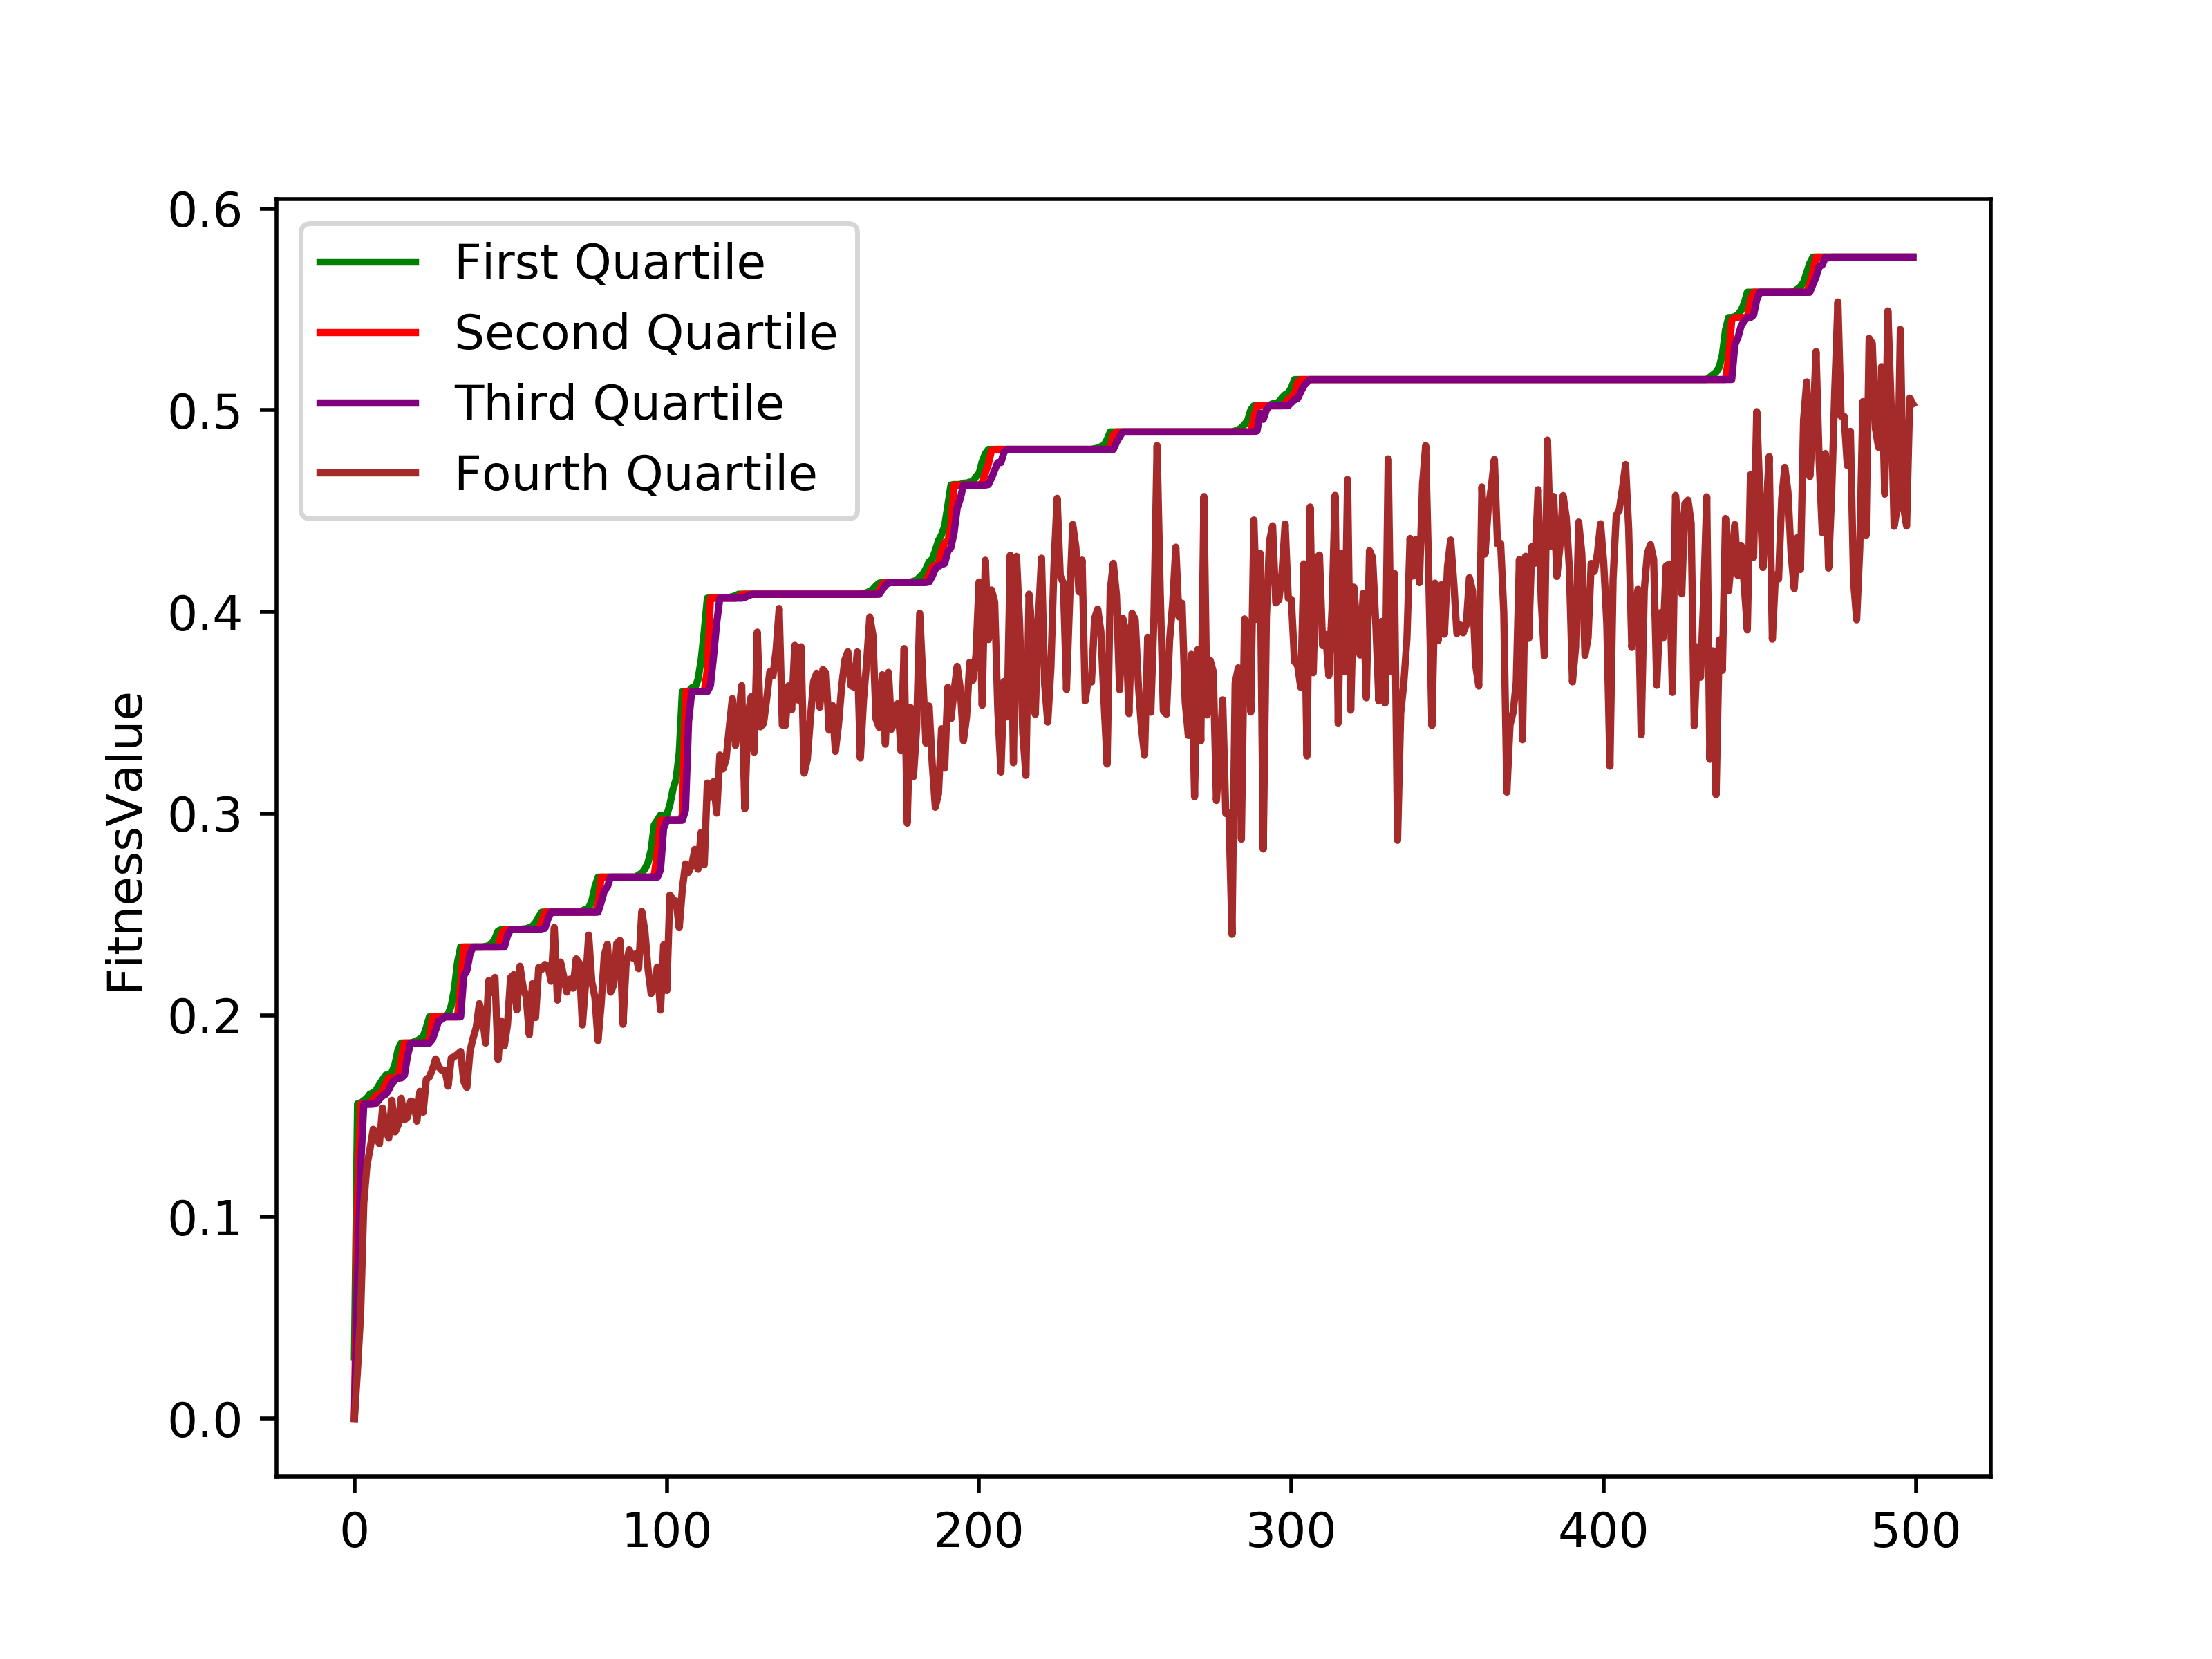 0.6
0.5
0.4
0.3
0.2
0.1
0.0
FitnessValue
First Quartile
Second Quartile
Third Quartile
Fourth Quartile
0 100 200 300 400 500